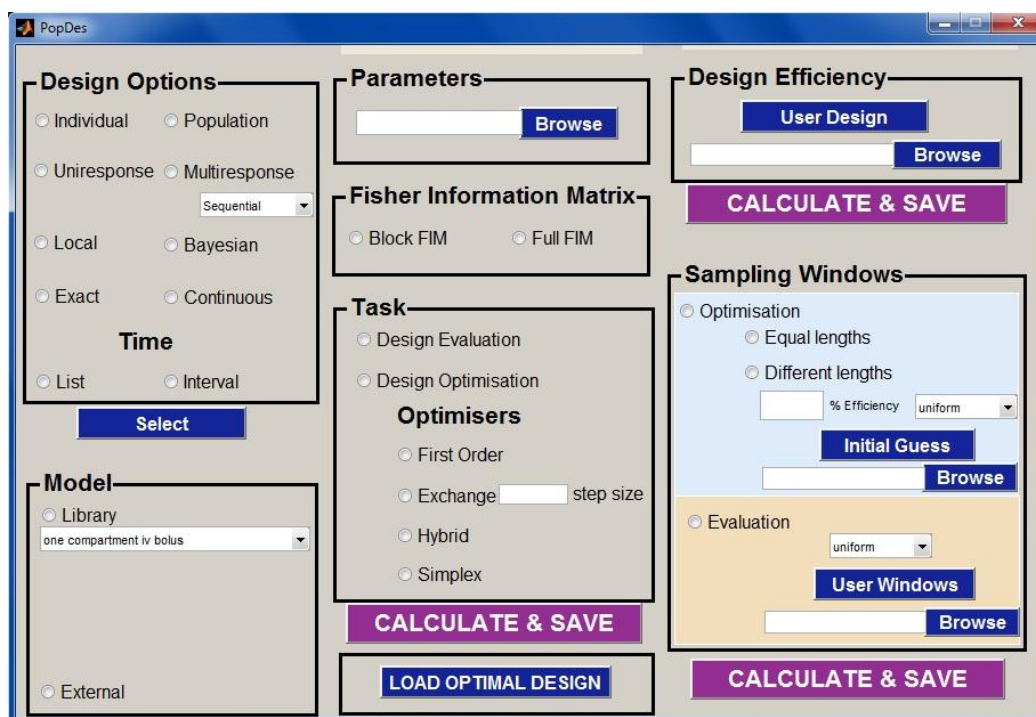 PopDes
Design Options
Individual Population
Uniresponse Multiresponse
Sequential
Local Bayesian
Exact Continuous
Time
List Interval
Select
Model
Library
one compartment iv bolus
External
Parameters
Browse
Fisher Information Matrix
Block FIM Full FIM
Task
Design Evaluation
Design Optimisation
Optimisers
First Order
Exchange step size
Hybrid
Simplex
CALCULATE & SAVE
LOAD OPTIMAL DESIGN
Design Efficiency
User Design
Browse
CALCULATE & SAVE
Sampling Windows
Optimisation
Equal lengths
Different lengths
% Efficiency uniform
Initial Guess
Browse
Evaluation
uniform
User Windows
Browse
CALCULATE & SAVE